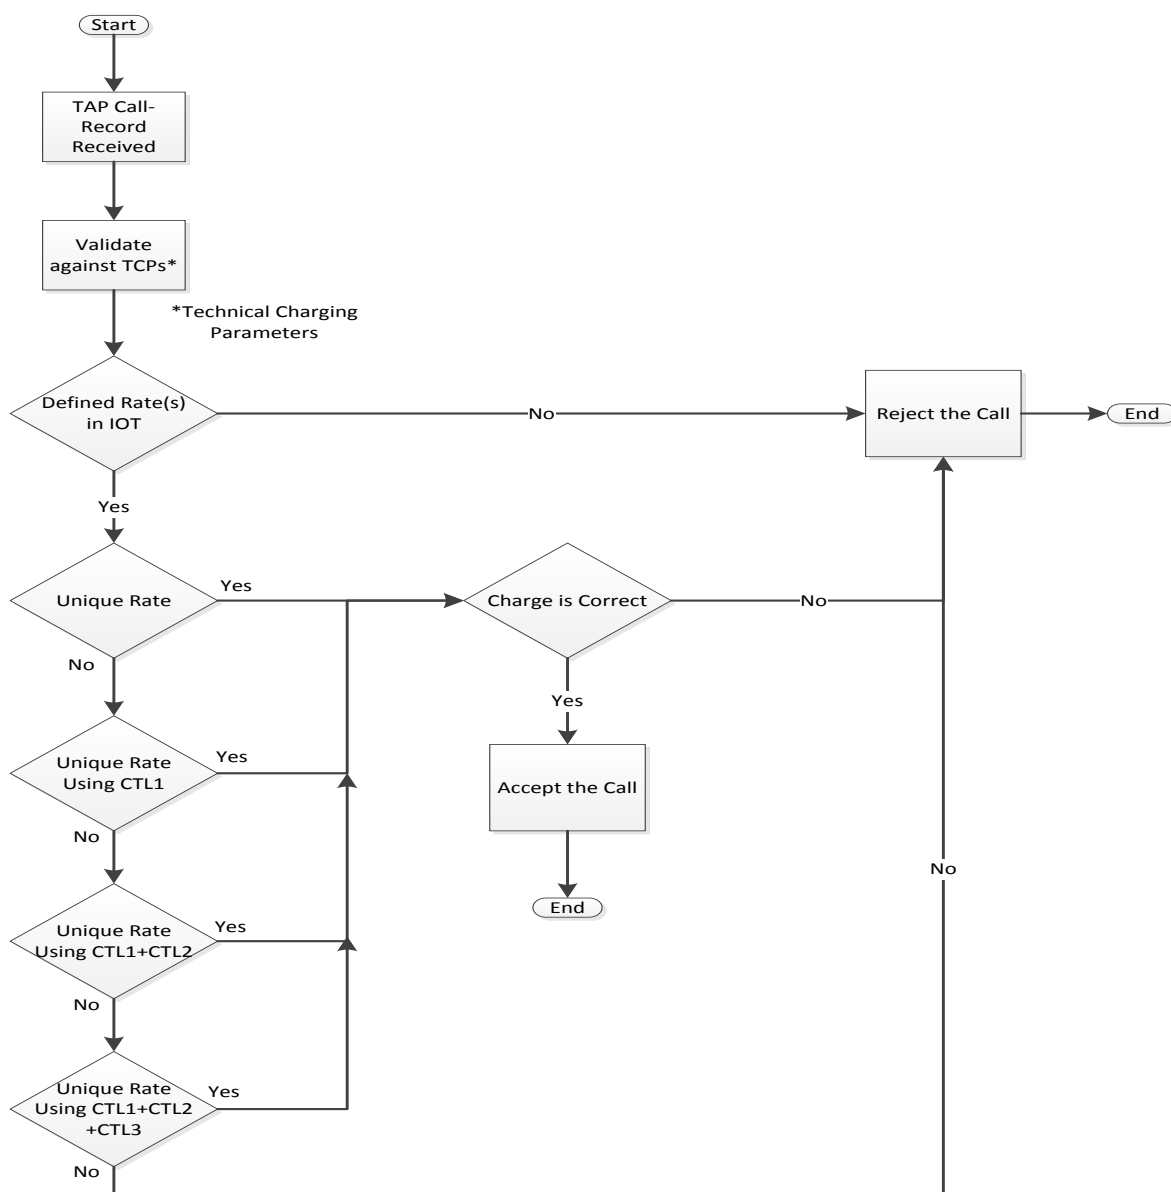 Start
TAP Call-
Record
Received
Validate
against TCPs*
*Technical Charging
Parameters
Defined Rate(s)
in IOT
No
Reject the Call
End
Yes
Unique Rate
Yes
Charge is Correct
No
No
Yes
Unique Rate
Using CTL1
Yes
Accept the Call
No
No
Unique Rate
Using CTL1+CTL2
Yes
End
No
Unique Rate
Using CTL1+CTL2
+CTL3
Yes
No